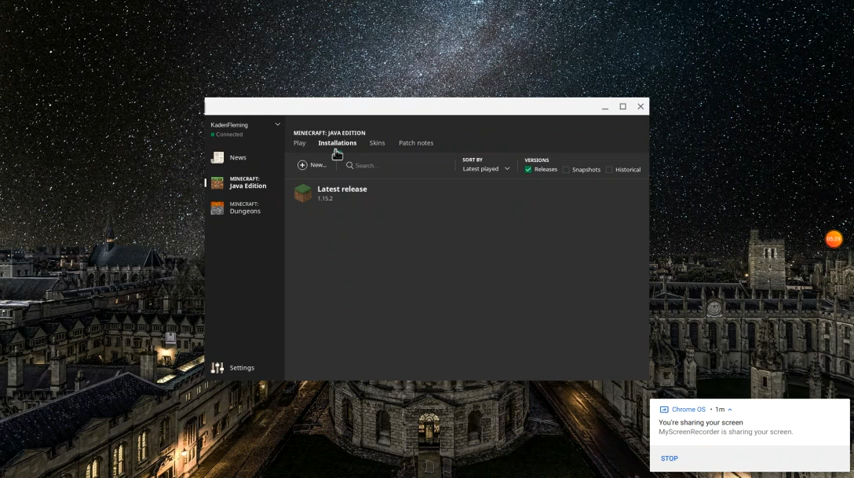 KadenFleming
Connected
News
MINECRAFT:
Java Edition
MINECRAFT:
Dungeons
Settings
MINECRAFT: JAVA EDITION
Play Installations Skins Patch notes
New... Search...
SORT BY
Latest played
VERSIONS
Releases Snapshots Historical
Latest release
1.15.2
Chrome OS • 1m
You're sharing your screen
MyScreenRecorder is sharing your screen.
STOP